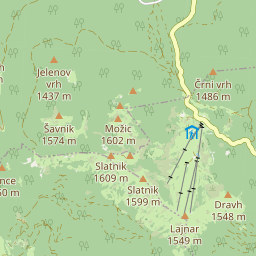 Jelenov
vrh
1437 m
Črni vrh
1486 m
Šavnik
1574 m
Možic
1602 m
Slatnik
1609 m
Slatnik
1599 m
Dravh
1548 m
Lajnar
1549 m